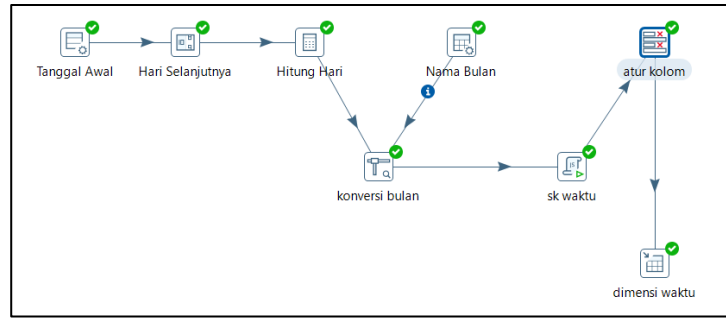 Tanggal Awal
Hari Selanjutnya
Hitung Hari
Nama Bulan
atur kolom
konversi bulan
sk waktu
dimensi waktu